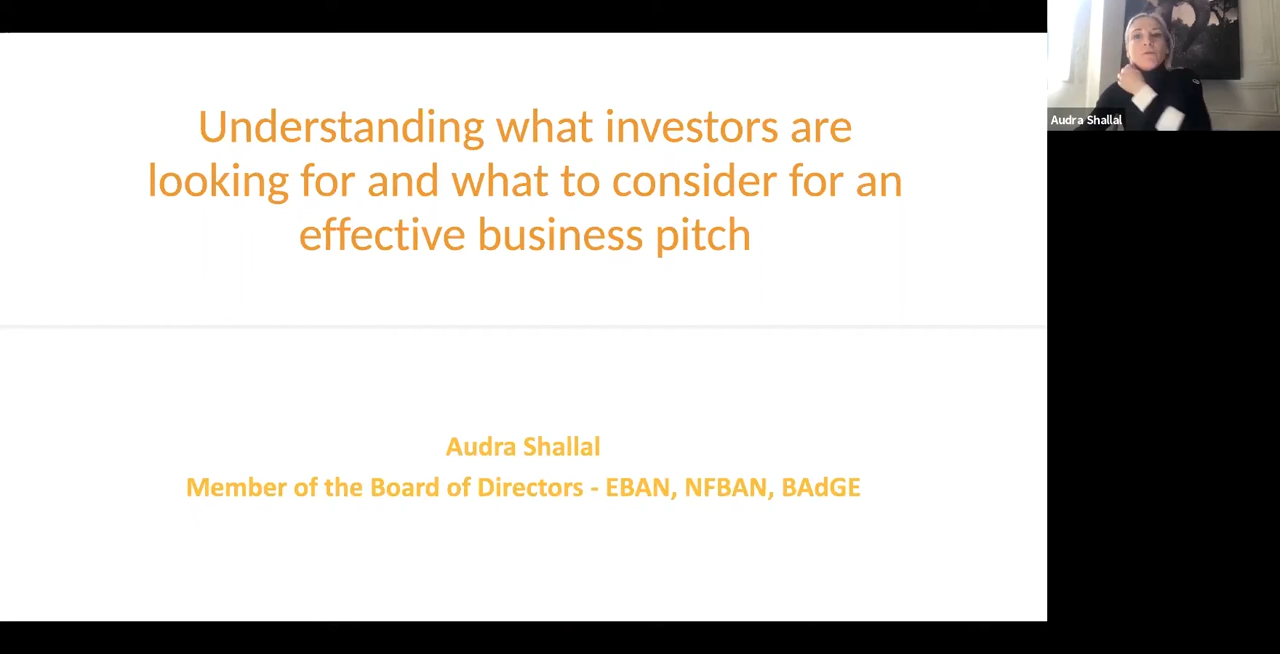 Understanding what investors are
looking for and what to consider for an
effective business pitch
Audra Shallal
Member of the Board of Directors - EBAN, NFBAN, BAdGE
Audra Shallal